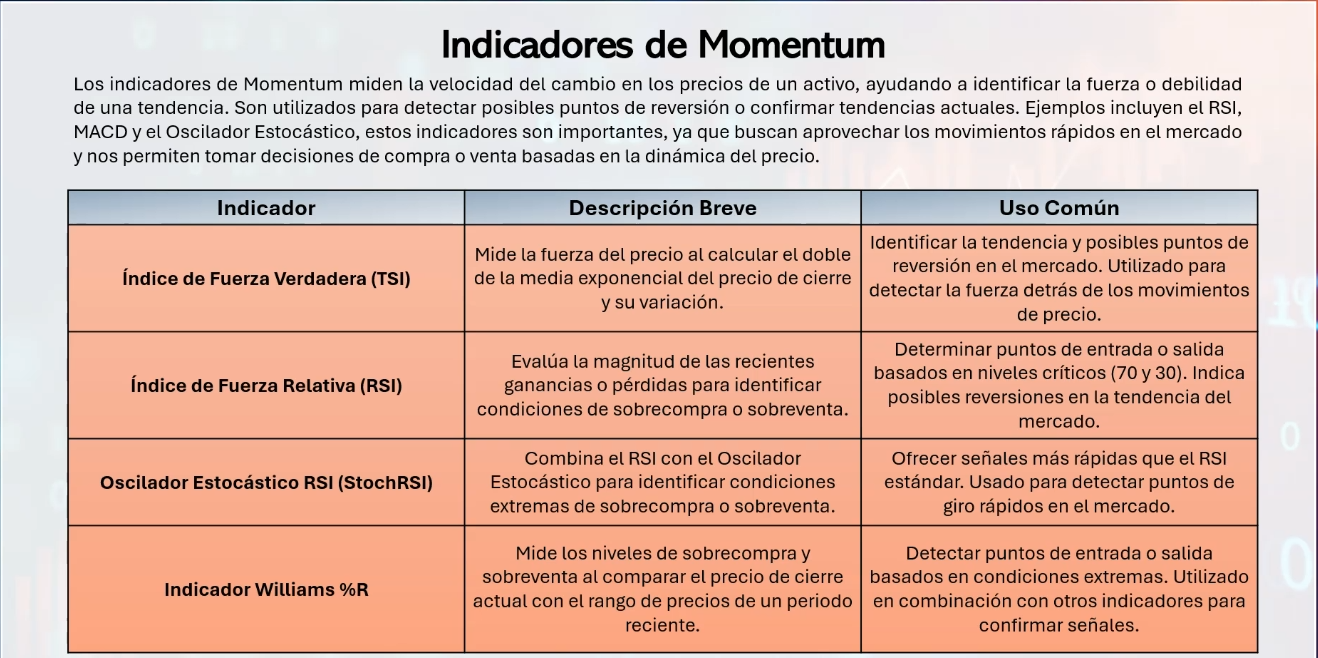 Indicadores de Momentum
Los indicadores de Momentum miden la velocidad del cambio en los precios de un activo, ayudando a identificar la fuerza o debilidad
de una tendencia. Son utilizados para detectar posibles puntos de reversión o confirmar tendencias actuales. Ejemplos incluyen el RSI,
MACD y el Oscilador Estocástico, estos indicadores son importantes, ya que buscan aprovechar los movimientos rápidos en el mercado
y nos permiten tomar decisiones de compra o venta basadas en la dinámica del precio.
Indicador
Descripción Breve
Uso Común
Índice de Fuerza Verdadera (TSI)
Mide la fuerza del precio al calcular el doble
de la media exponencial del precio de cierre
y su variación.
Identificar la tendencia y posibles puntos de
reversión en el mercado. Utilizado para
detectar la fuerza detrás de los movimientos
de precio.
Índice de Fuerza Relativa (RSI)
Evalúa la magnitud de las recientes
ganancias o pérdidas para identificar
condiciones de sobrecompra o sobreventa.
Determinar puntos de entrada o salida
basados en niveles críticos (70 y 30). Indica
posibles reversiones en la tendencia del
mercado.
Oscilador Estocástico RSI (StochRSI)
Combina el RSI con el Oscilador
Estocástico para identificar condiciones
extremas de sobrecompra o sobreventa.
Ofrecer señales más rápidas que el RSI
estándar. Usado para detectar puntos de
giro rápidos en el mercado.
Indicador Williams %R
Mide los niveles de sobrecompra y
sobreventa al comparar el precio de cierre
actual con el rango de precios de un periodo
reciente.
Detectar puntos de entrada o salida
basados en condiciones extremas. Utilizado
en combinación con otros indicadores para
confirmar señales.